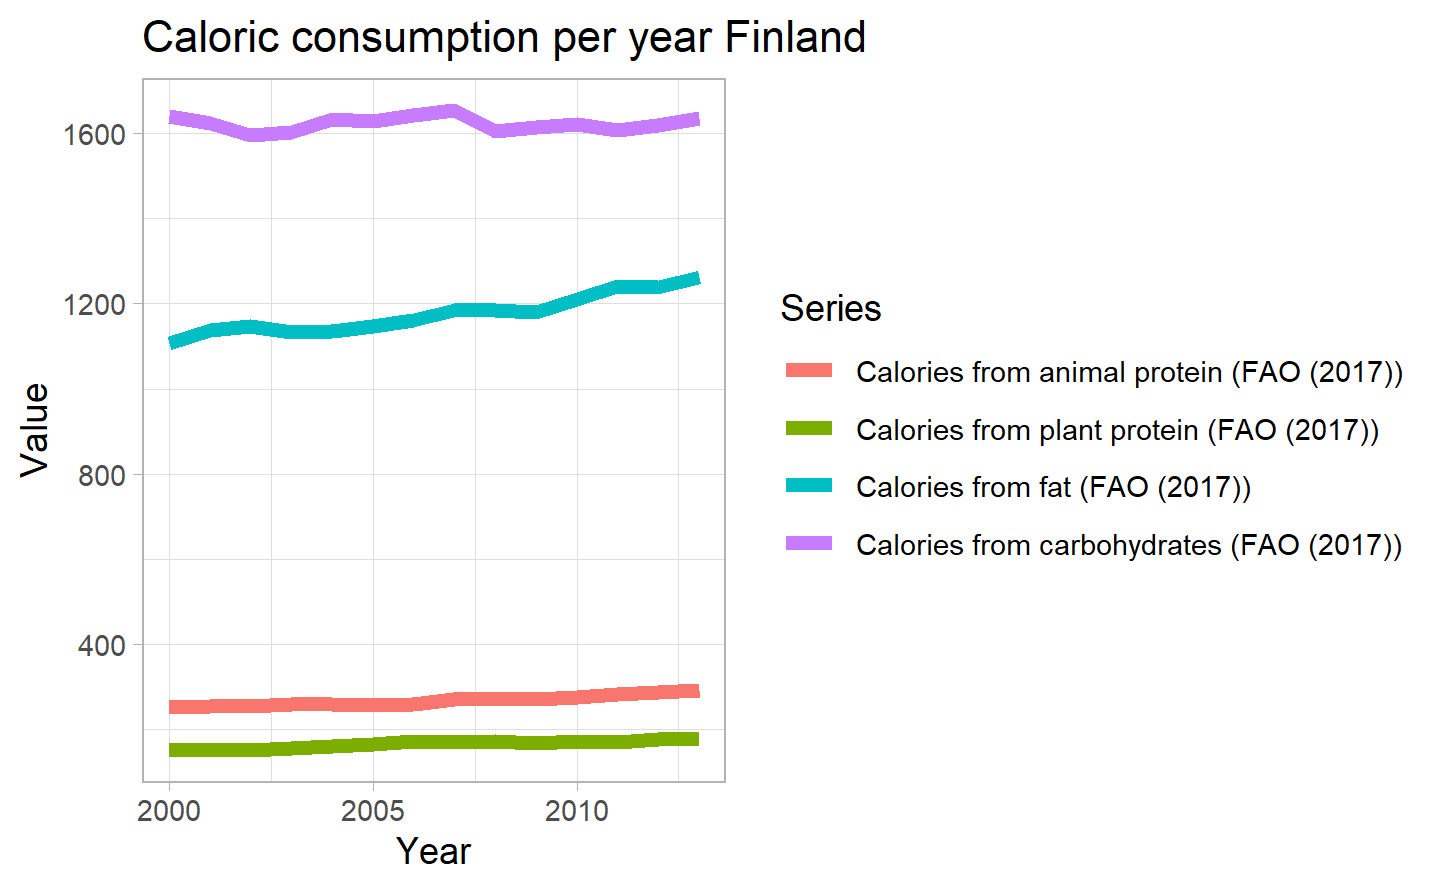 Caloric consumption per year Finland
1600
1200
800
400
Value
2000 2005 2010
Year
Series
Calories from animal protein (FAO (2017))
Calories from plant protein (FAO (2017))
Calories from fat (FAO (2017))
Calories from carbohydrates (FAO (2017))